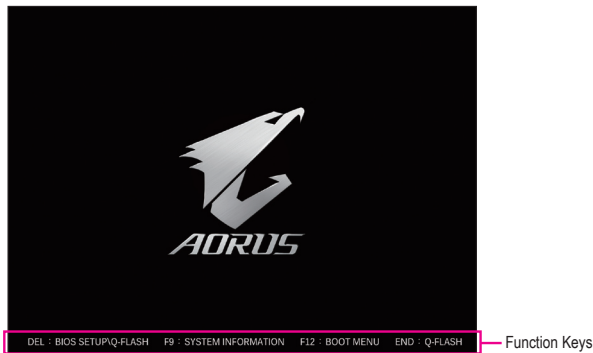 AORUS
DEL : BIOS SETUP\Q-FLASH F9 : SYSTEM INFORMATION F12 : BOOT MENU END : Q-FLASH
Function Keys